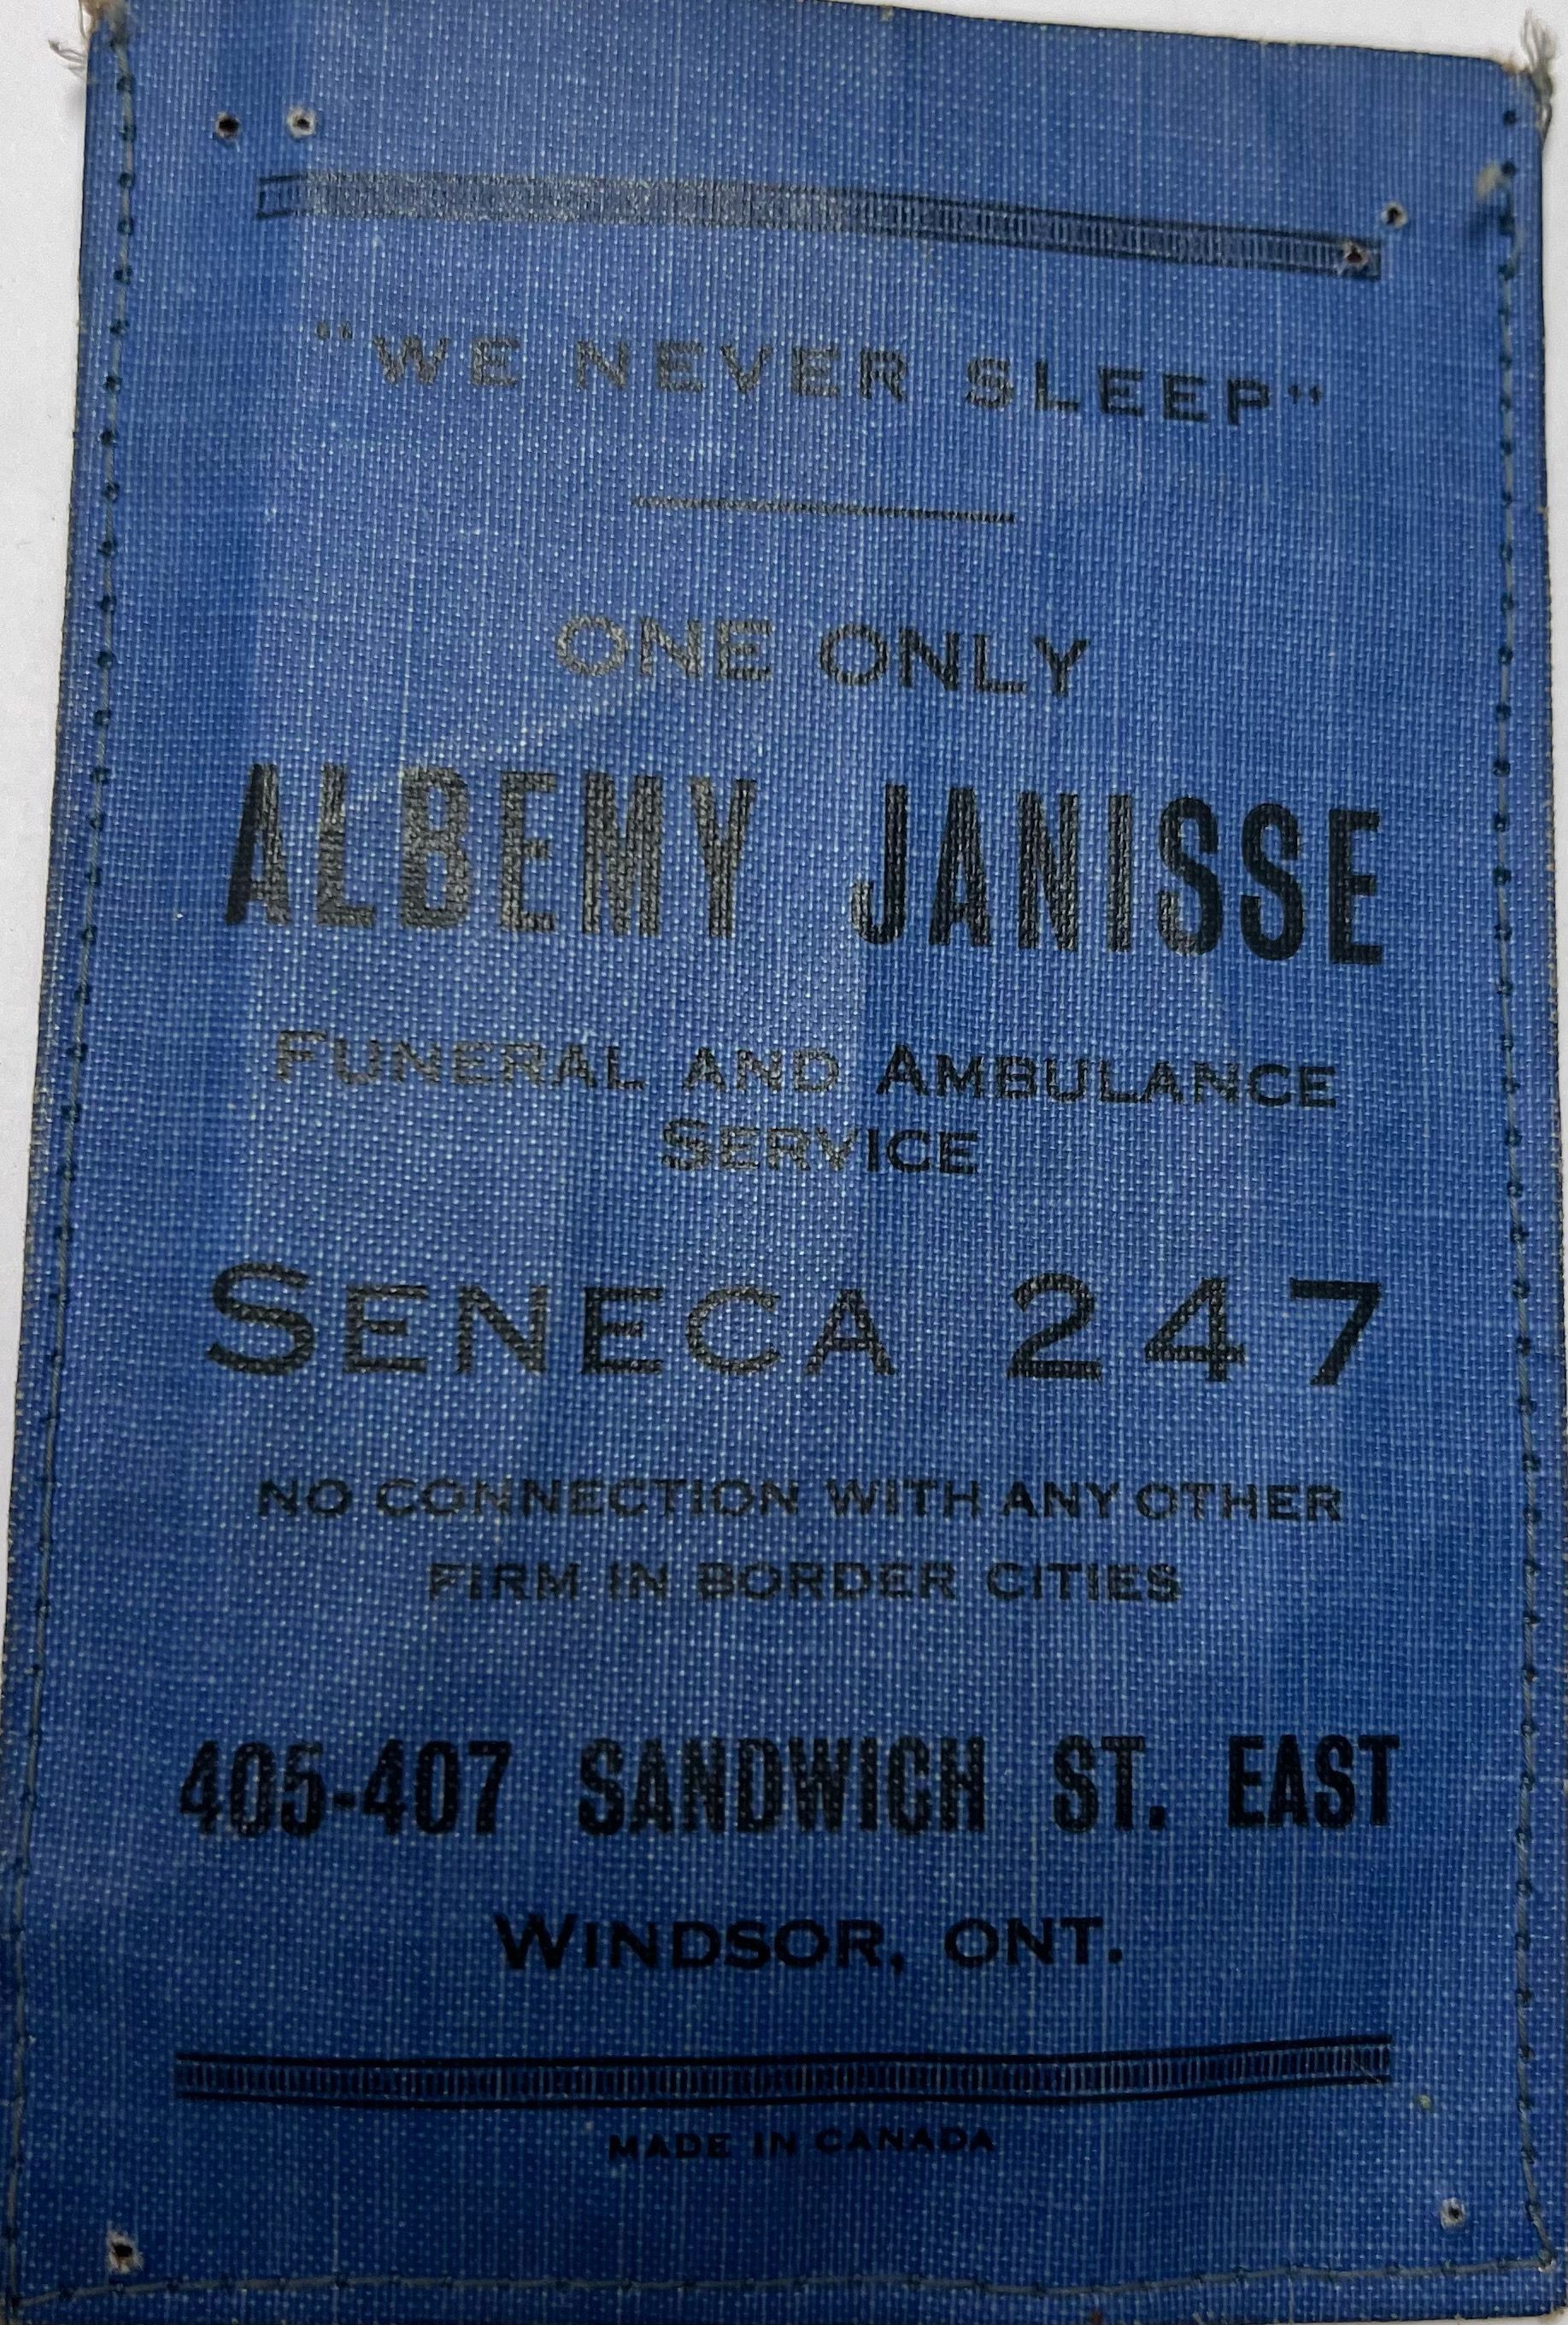 "WE NEVER SLEEP"
ONE ONLY
ALBEMY JANISSE
FUNERAL AND AMBULANCE
SERVICE
SENECA 247
NO CONNECTION WITH ANY OTHER
FIRM IN BORDER CITIES
405-407 SANDWICH ST. EAST
WINDSOR, ONT.
MADE IN CANADA